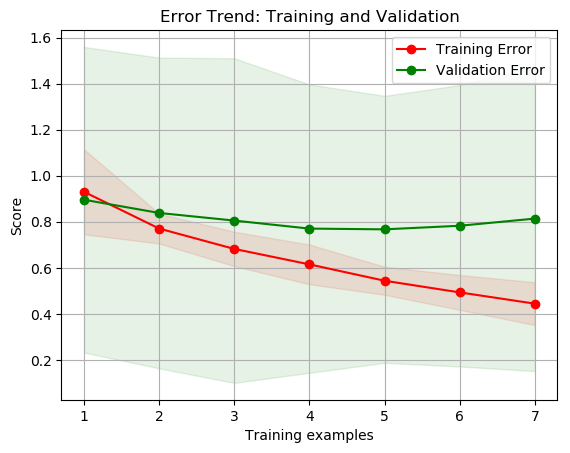 Error Trend: Training and Validation
1.6
1.4
1.2
1.0
0.8
0.6
0.4
0.2
Score
Training Error
Validation Error
1 2 3 4 5 6 7
Training examples